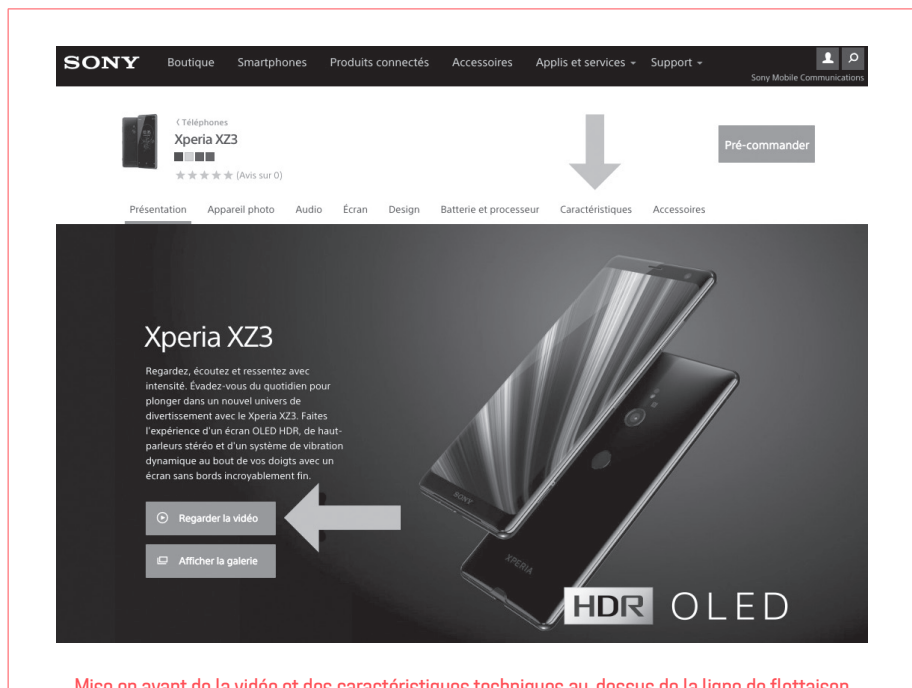 SONY Boutique Smartphones Produits connectés Accessoires Applis et services Support
Sony Mobile Communications
Téléphones
Xperia XZ3
(Avis sur 0)
Pré-commander
Présentation Appareil photo Audio Écran Design Batterie et processeur Caractéristiques Accessoires
Xperia XZ3
Regardez, écoutez et ressentez avec
intensité. Évadez-vous du quotidien pour
plonger dans un nouvel univers de
divertissement avec le Xperia XZ3. Faites
l'expérience d'un écran OLED HDR, de haut-
parleurs stéréo et d'un système de vibration
dynamique au bout de vos doigts avec un
écran sans bords incroyablement fin.
Regarder la vidéo
Afficher la galerie
SONY
XPERIA
HDR OLED
Mise en avant de la vidéo et des caractéristiques techniques au-dessus de la ligne de flottaison